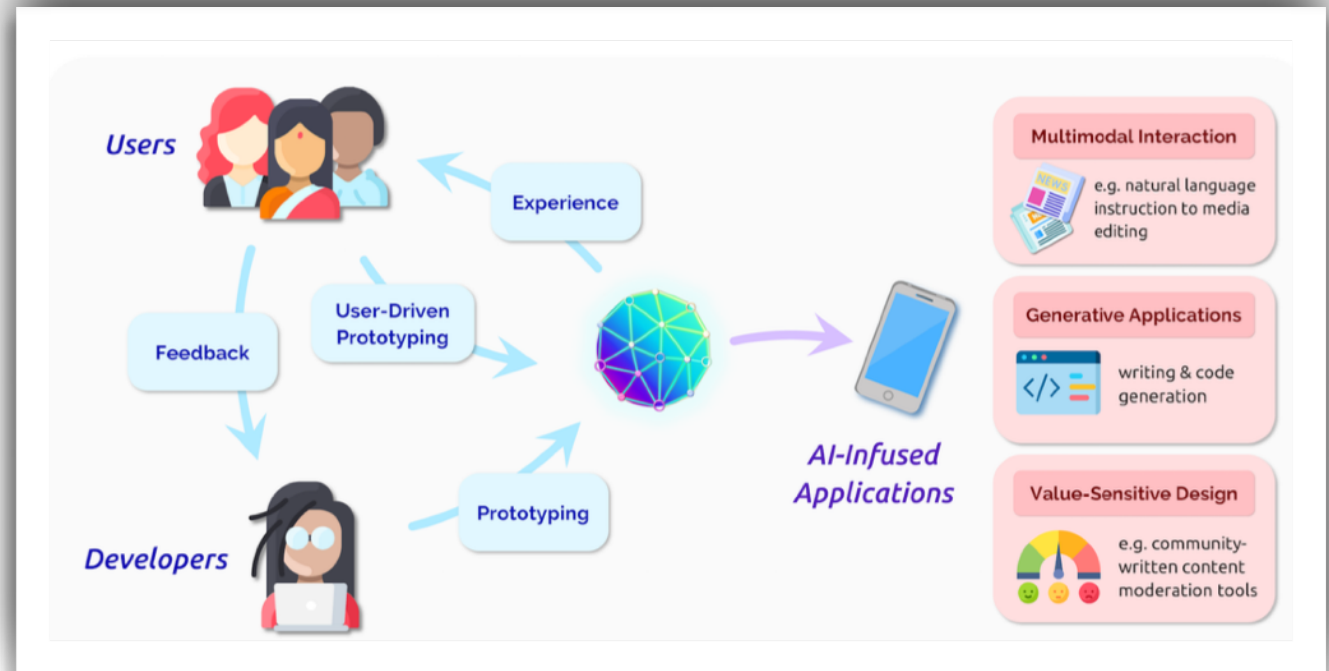 Users
Experience
User-Driven
Prototyping
Feedback
Prototyping
Developers
AI-Infused
Applications
Multimodal Interaction
NEWS
e.g. natural language
instruction to media
editing
Generative Applications
</>
writing & code
generation
Value-Sensitive Design
e.g. community-
written content
moderation tools